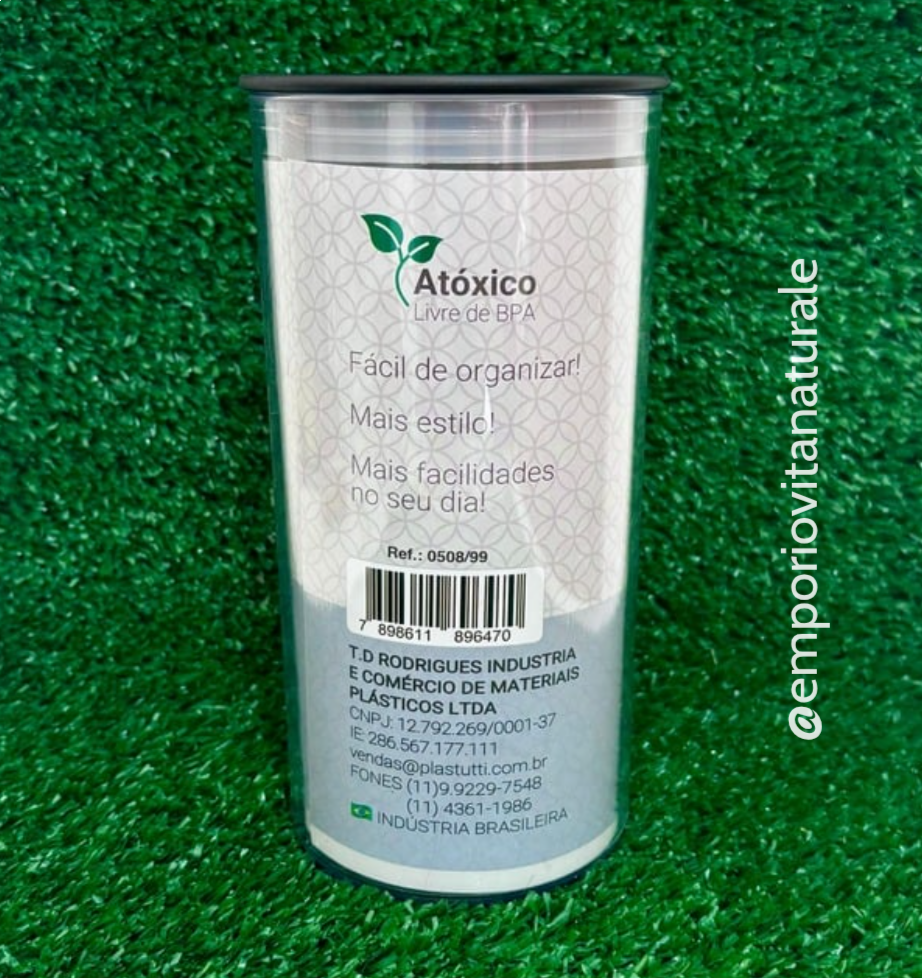 Atóxico
Livre de BPA
Fácil de organizar!
Mais estilo!
Mais facilidades
no seu dia!
Ref.: 0508/99
7 898611 896470
T.D RODRIGUES INDUSTRIA
E COMÉRCIO DE MATERIAIS
PLÁSTICOS LTDA
CNPJ: 12.792.269/0001-37
IE: 286.567.177.111
vendas@plastutti.com.br
FONES (11)9.9229-7548
(11) 4361-1986
INDÚSTRIA BRASILEIRA
@emporiovitanaturale